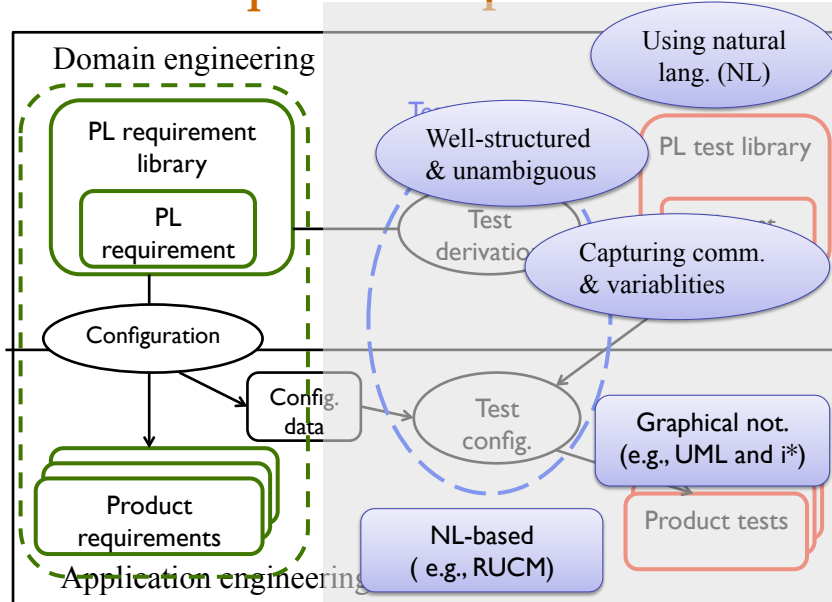 Domain engineering
Using natural
lang. (NL)
PL requirement
library
Well-structured
& unambiguous
PL test library
PL
requirement
Test
derivation
Capturing comm.
& variablities
Configuration
Config.
data
Test
config.
Graphical not.
(e.g., UML and i*)
Product
requirements
NL-based
( e.g., RUCM)
Product tests
Application engineering